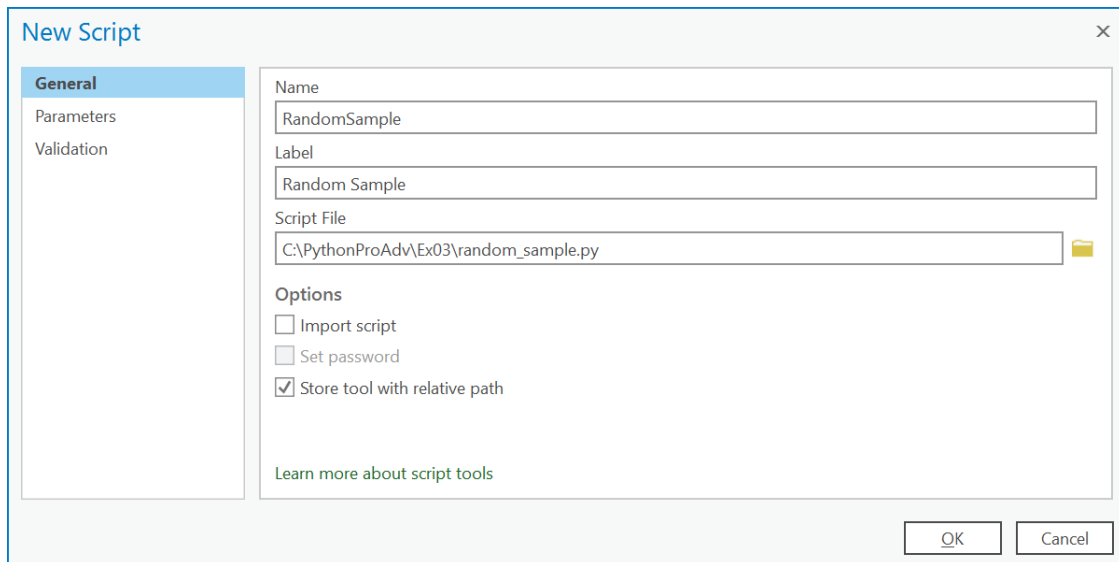 New Script
General
Parameters
Validation
Name
RandomSample
Label
Random Sample
Script File
C:\PythonProAdv\Ex03\random_sample.py
Options
Import script
Set password
Store tool with relative path
Learn more about script tools
OK
Cancel